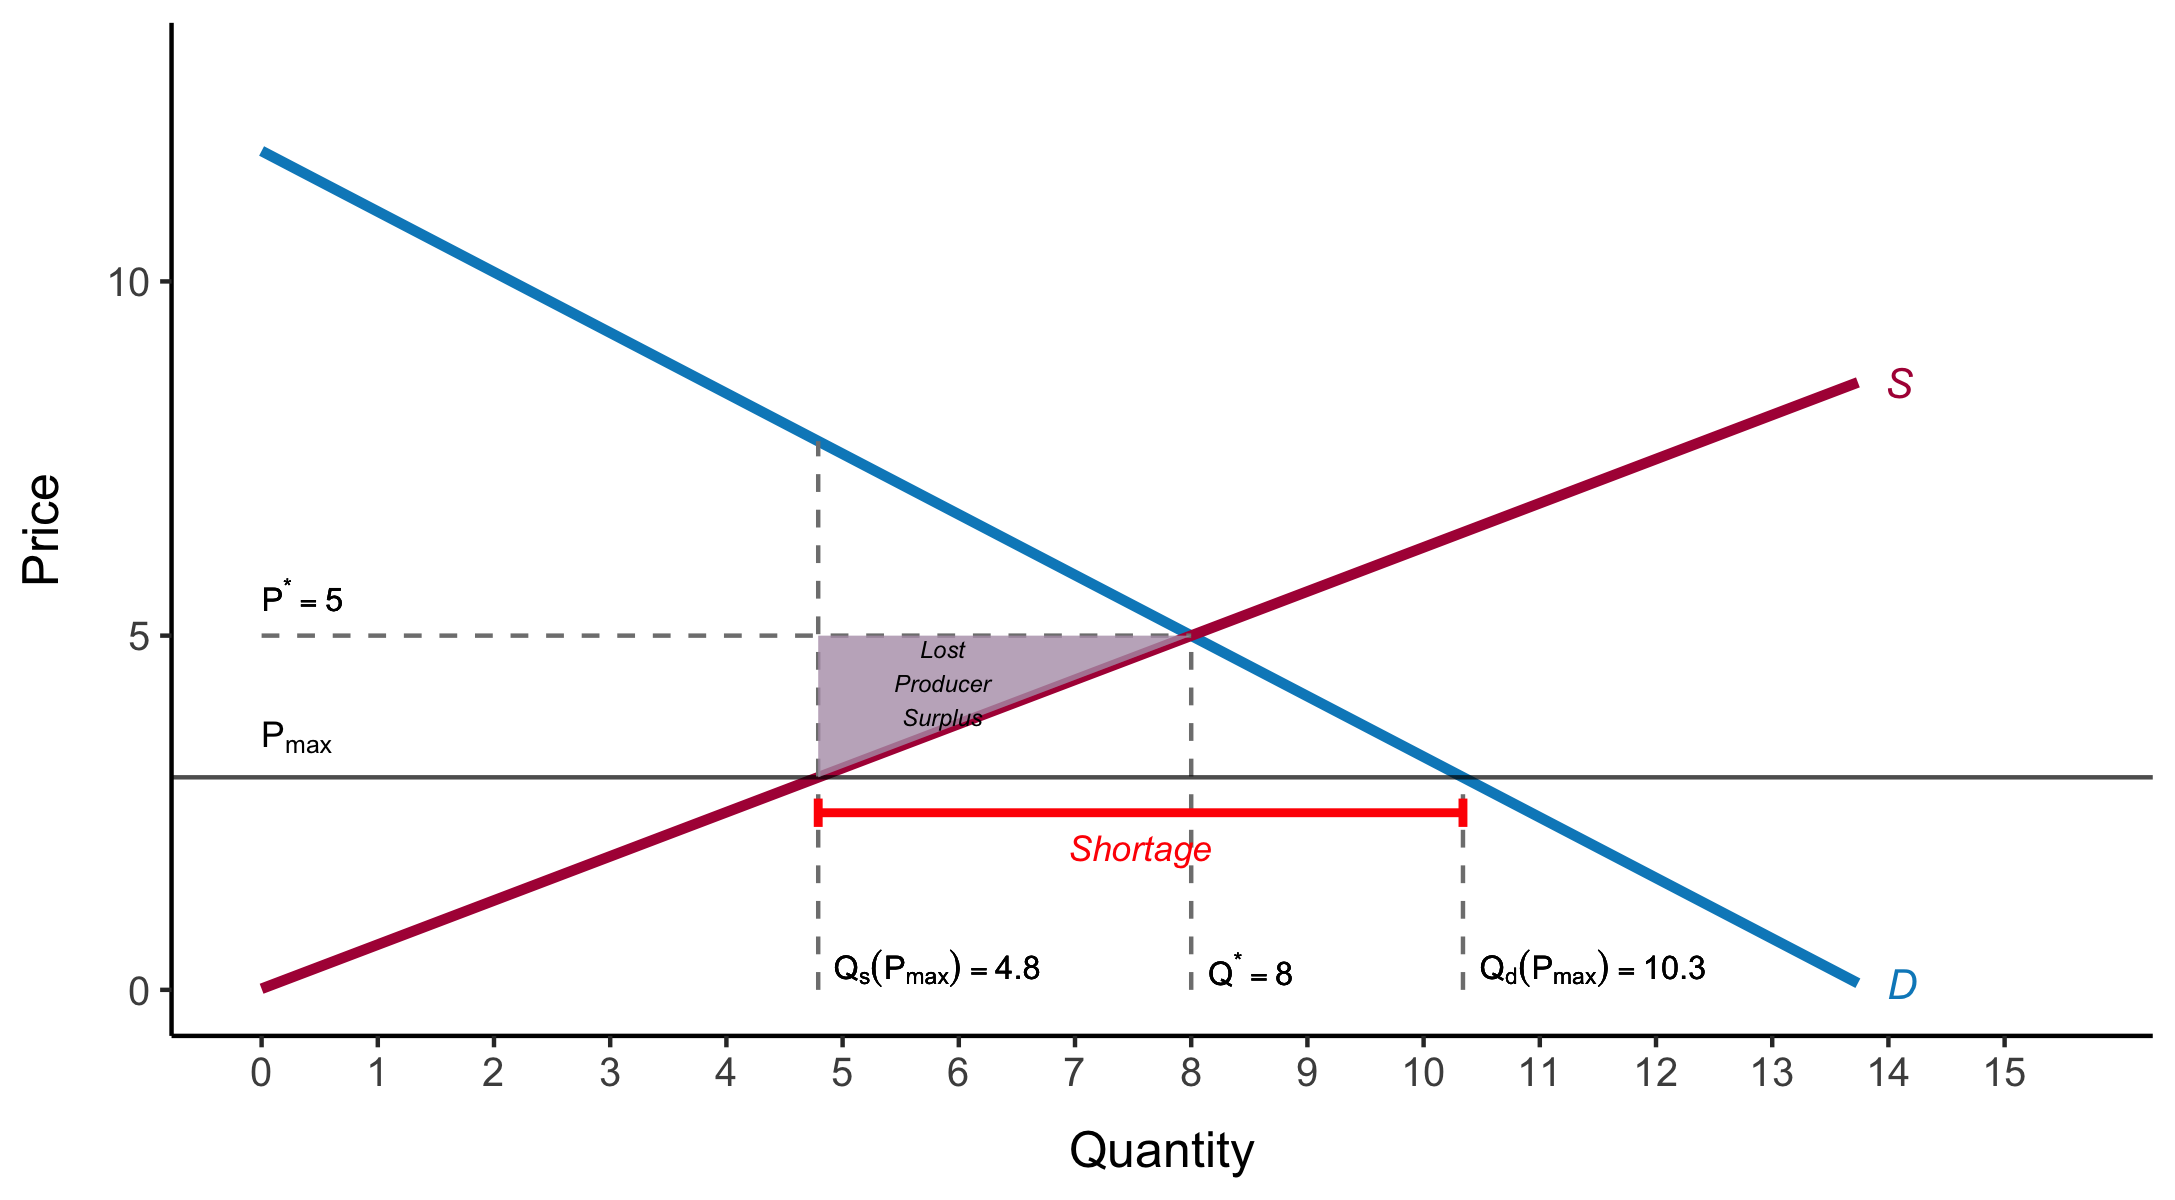 10
S
Price
P* = 5
5
Lost
Producer
Surplus
Pmax
Shortage
Qs(Pmax) = 4.8
Q* = 8
Qd(Pmax) = 10.3
0
D
0 1 2 3 4 5 6 7 8 9 10 11 12 13 14 15
Quantity